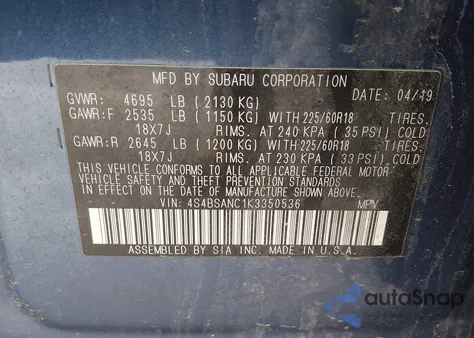 MFD BY SUBARU CORPORATION
GVWR: 4695 LB (2130 KG) DATE: 04/19
GAWR:F 2535 LB (1150 KG) WITH 225/60R18 TIRES.
18X7J RIMS. AT 240 KPA (35 PSI) COLD
GAWR:R 2645 LB (1200 KG) WITH 225/60R18 TIRES.
18X7J RIMS. AT 230 KPA (33 PSI) COLD
THIS VEHICLE CONFORMS TO ALL APPLICABLE FEDERAL MOTOR
VEHICLE SAFETY AND THEFT PREVENTION STANDARDS IN EFFECT ON THE
DATE OF MANUFACTURE SHOWN ABOVE.
VIN: 4S4BSANC1K3350536 MPV
ASSEMBLED BY SIA INC. MADE IN U.S.A.
autoSnap